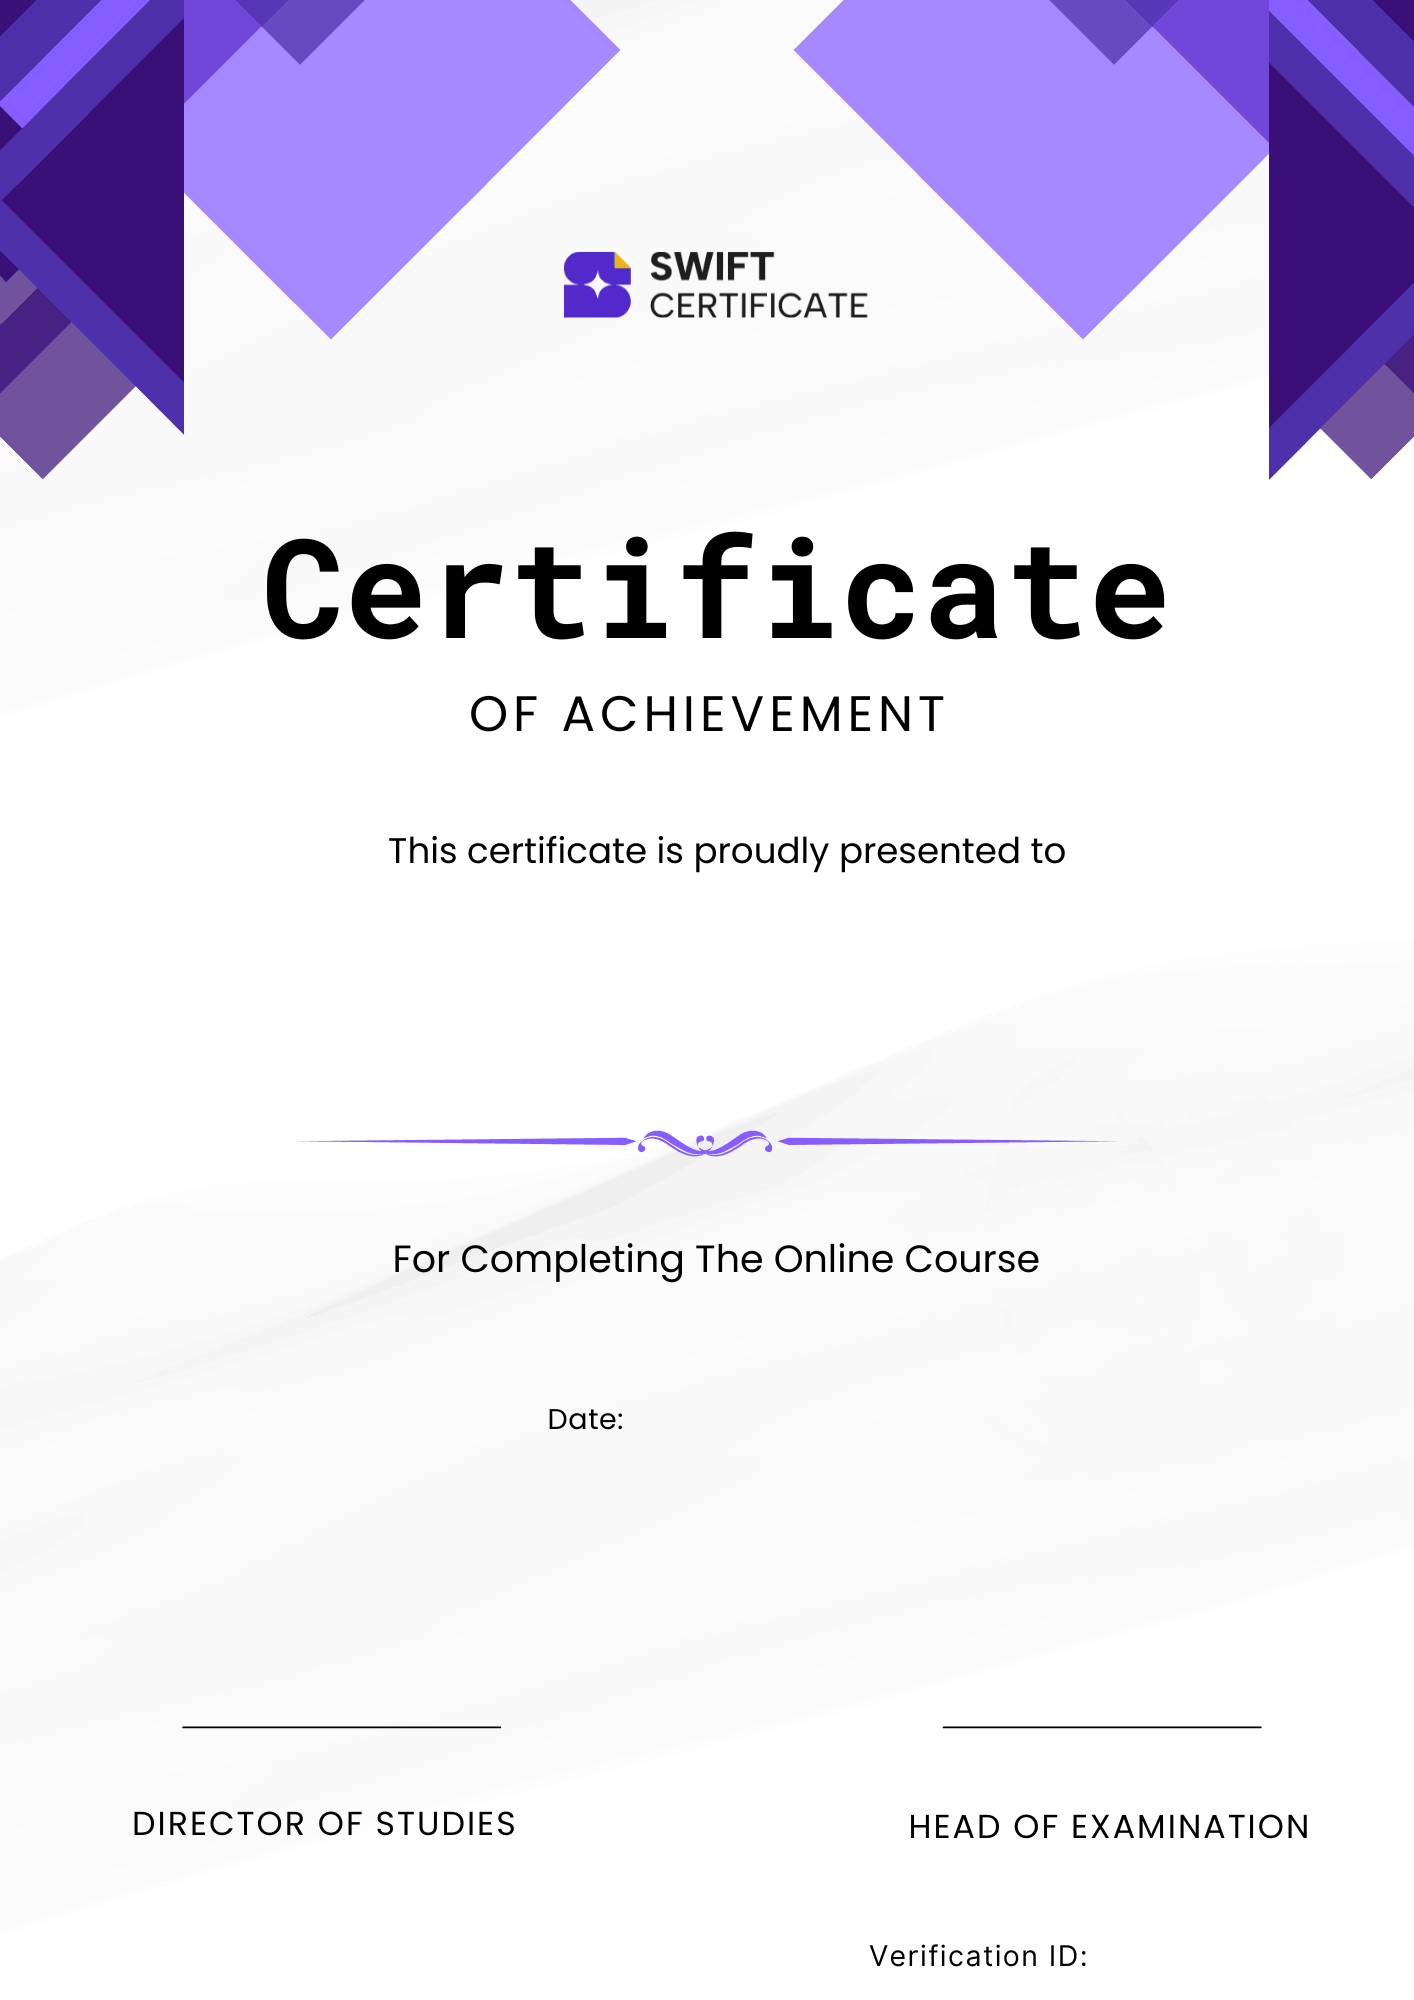 SWIFT
CERTIFICATE
Certificate
OF ACHIEVEMENT
This certificate is proudly presented to
For Completing The Online Course
Date:
DIRECTOR OF STUDIES
HEAD OF EXAMINATION
Verification ID: